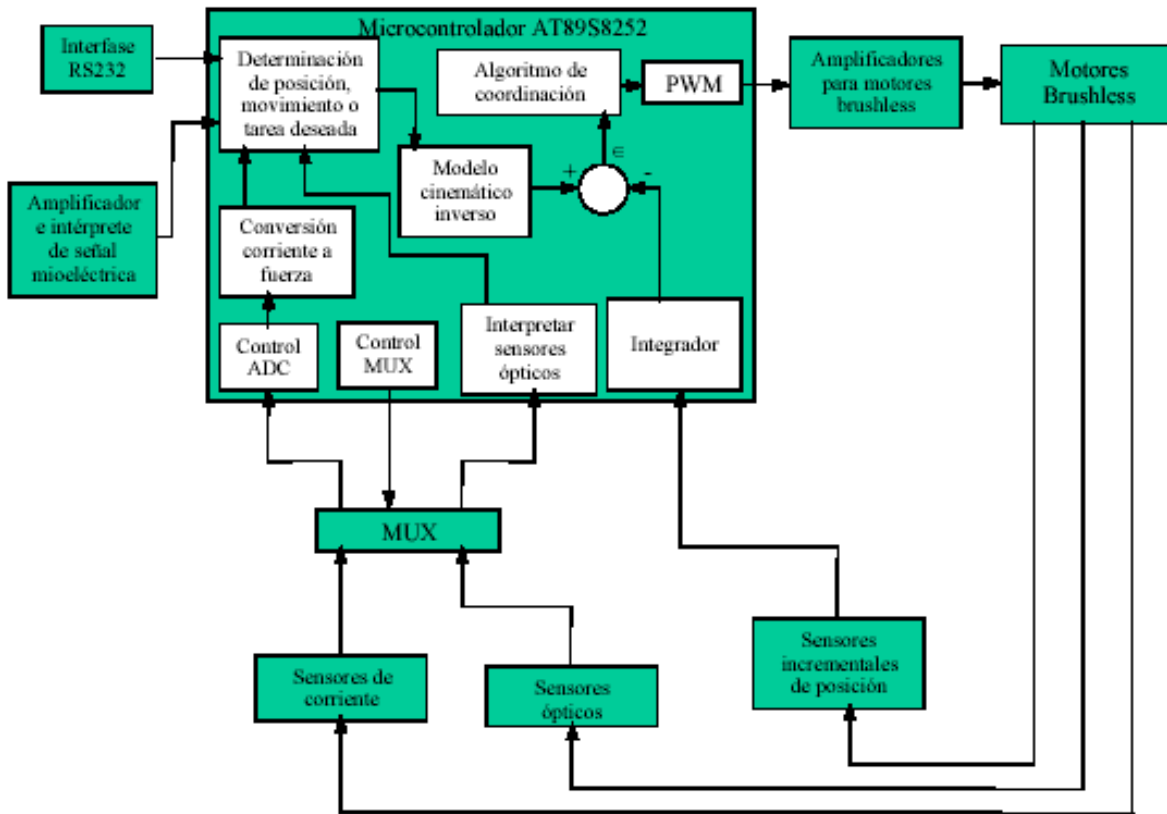 Microcontrolador AT89S8252
Interfase
RS232
Determinación
de posición,
movimiento o
tarea deseada
Algoritmo de
coordinación
PWM
Amplificadores
para motores
brushless
Motores
Brushless
Amplificador
e intérprete
de señal
mioeléctrica
Modelo
cinemático
inverso
+
∈
-
Conversión
corriente a
fuerza
Control
ADC
Control
MUX
Interpretar
sensores
ópticos
Integrador
MUX
Sensores de
corriente
Sensores
ópticos
Sensores
incrementales
de posición